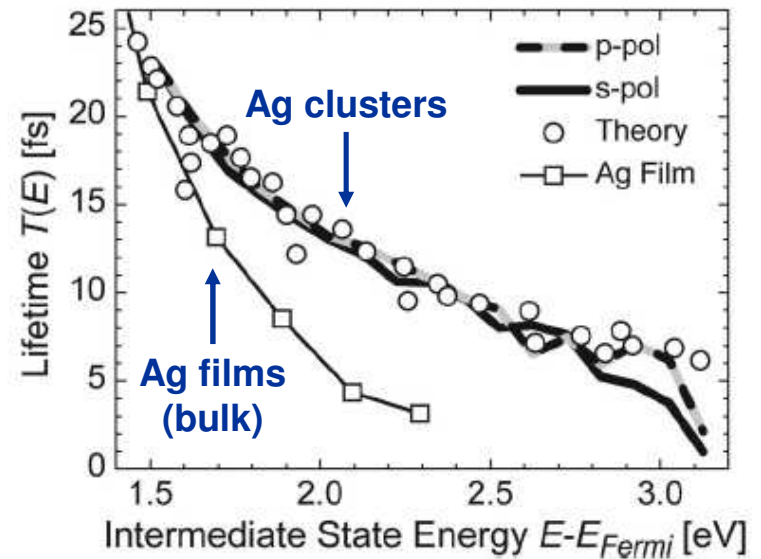 25
20
15
10
5
0
Lifetime T(E) [fs]
p-pol
s-pol
Theory
Ag Film
Ag clusters
Ag films
(bulk)
1.5
2.0
2.5
3.0
Intermediate State Energy E-E_Fermi [eV]